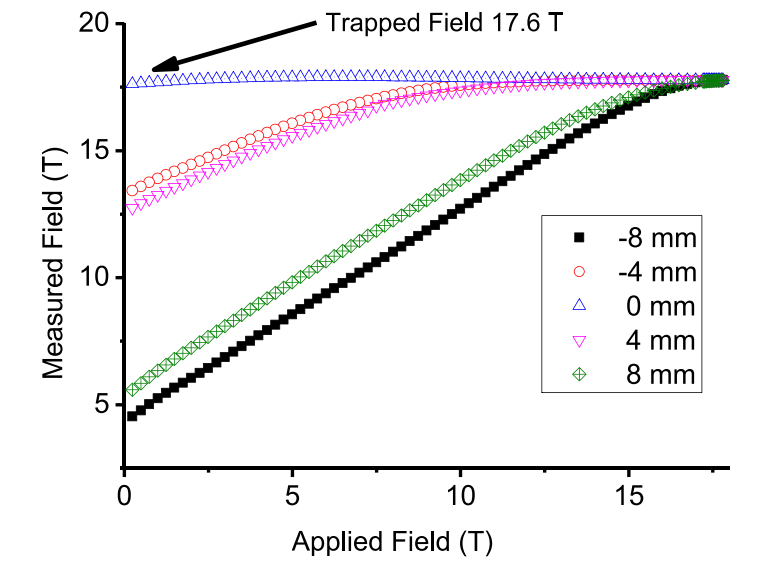 20
Trapped Field 17.6 T
15
10
5
Measured Field (T)
-8 mm
-4 mm
0 mm
4 mm
8 mm
0
5
10
15
Applied Field (T)